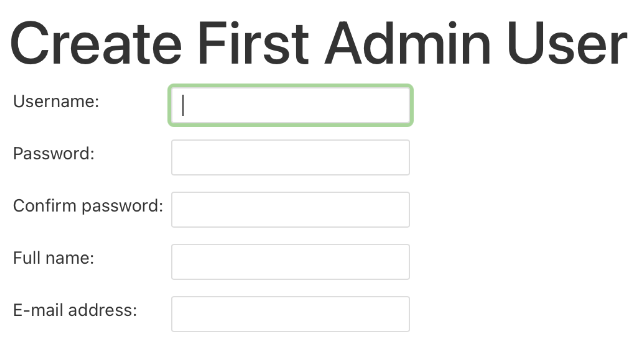 Create First Admin User
Username:
Password:
Confirm password:
Full name:
E-mail address: